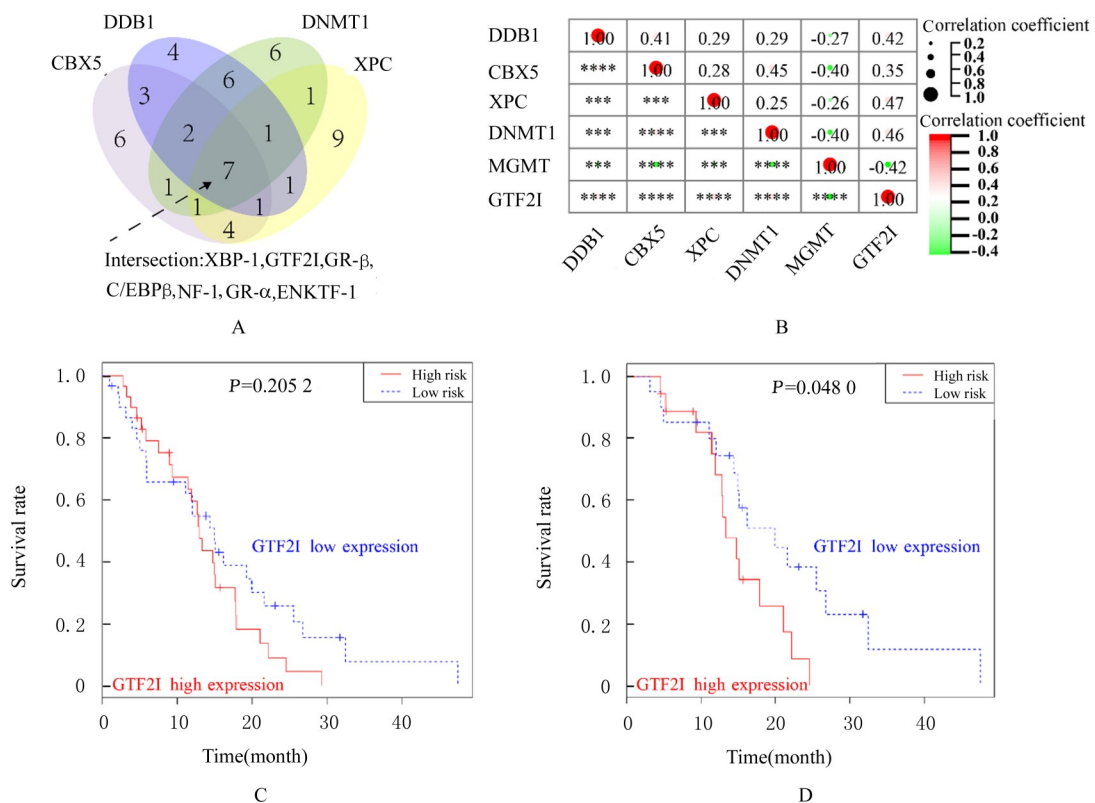 DDB1
DNMT1
CBX5
XPC
4
6
3
6
1
6
2
1
9
7
1
1
1
1
4
Intersection:XBP-1,GTF2I,GR-β,
C/EBPβ,NF-1,GR-α,ENKTF-1
A
DDB1 1.00 0.41 0.29 0.29 -0.27 0.42
CBX5 **** 1.00 0.28 0.45 -0.40 0.35
XPC *** *** 1.00 0.25 -0.26 0.47
DNMT1 *** **** *** 1.00 -0.40 0.46
MGMT *** **** *** **** 1.00 -0.42
GTF2I **** **** **** **** **** 1.00
DDB1 CBX5 XPC DNMT1 MGMT GTF2I
Correlation coefficient
0.2
0.4
0.6
0.8
1.0
Correlation coefficient
1.0
0.8
0.6
0.4
0.2
0.0
-0.2
-0.4
B
P=0.205 2
High risk
Low risk
1.0
0.8
0.6
0.4
0.2
0
Survival rate
GTF2I low expression
GTF2I high expression
0 10 20 30 40
Time(month)
C
P=0.048 0
High risk
Low risk
1.0
0.8
0.6
0.4
0.2
0
Survival rate
GTF2I low expression
GTF2I high expression
0 10 20 30 40
Time(month)
D